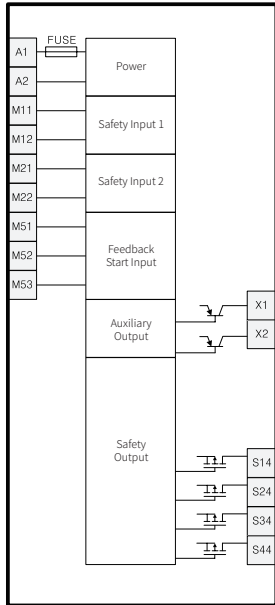 FUSE
A1
Power
A2
M11
Safety Input 1
M12
M21
Safety Input 2
M22
M51
Feedback
Start Input
M52
M53
Auxiliary
Output
X1
X2
Safety
Output
S14
S24
S34
S44